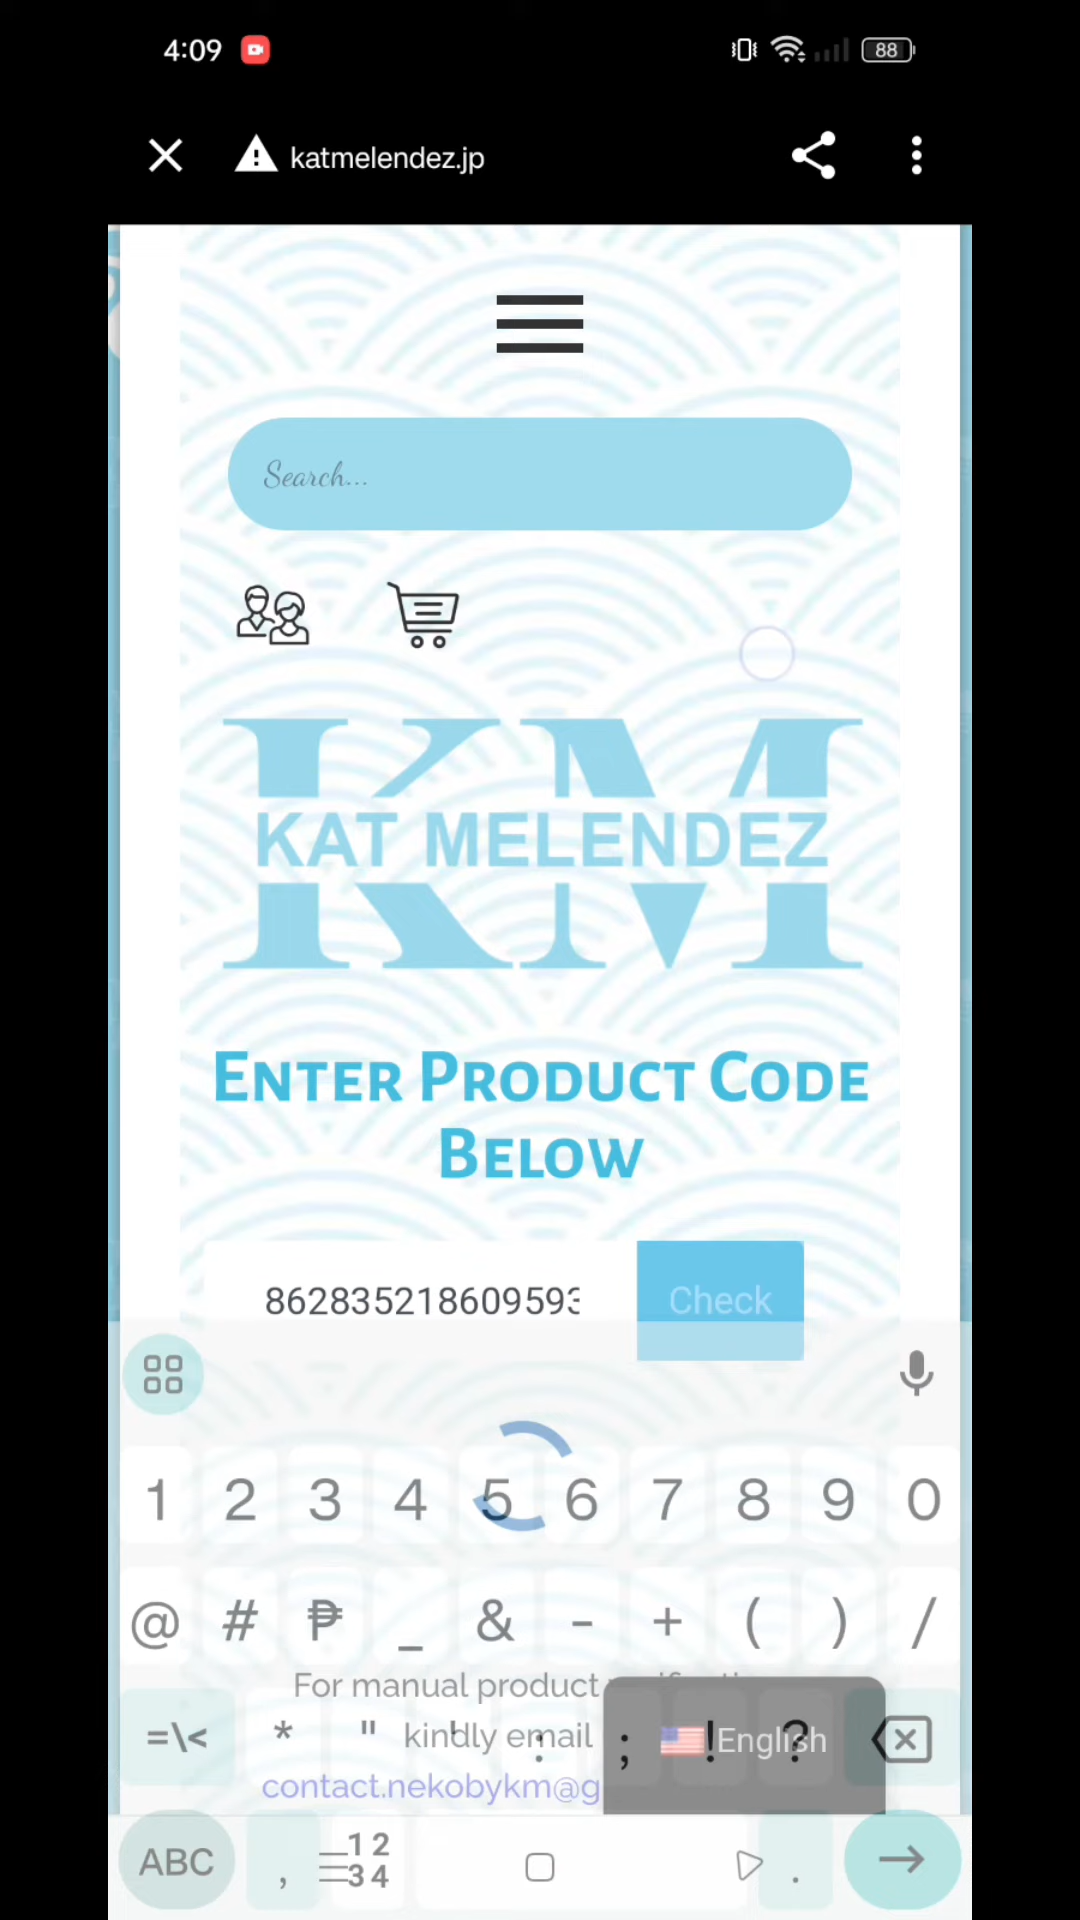 4:09
88
katmelendez.jp
Search...
KM
KAT MELENDEZ
ENTER PRODUCT CODE
BELOW
862835218609593
Check
1 2 3 4 5 6 7 8 9 0
@ # ₱ _ & - + ( ) /
For manual product
=\< * " ' : ; ! ?
kindly email
English
contact.nekobykm@g
ABC , 12 34 .